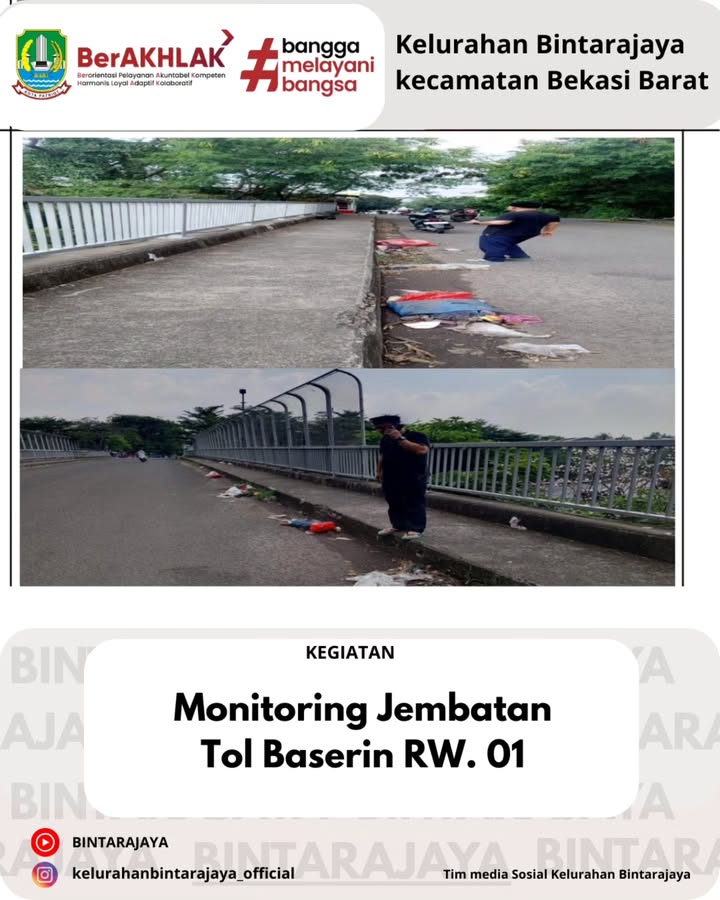 BerAKHLAK
Berorientasi Pelayanan Akuntabel Kompeten
Harmonis Loyal Adaptif Kolaboratif
#bangga
melayani
bangsa
Kelurahan Bintarajaya
kecamatan Bekasi Barat
KEGIATAN
Monitoring Jembatan
Tol Baserin RW. 01
BINTARAJAYA
kelurahanbintarajaya_official
Tim media Sosial Kelurahan Bintarajaya